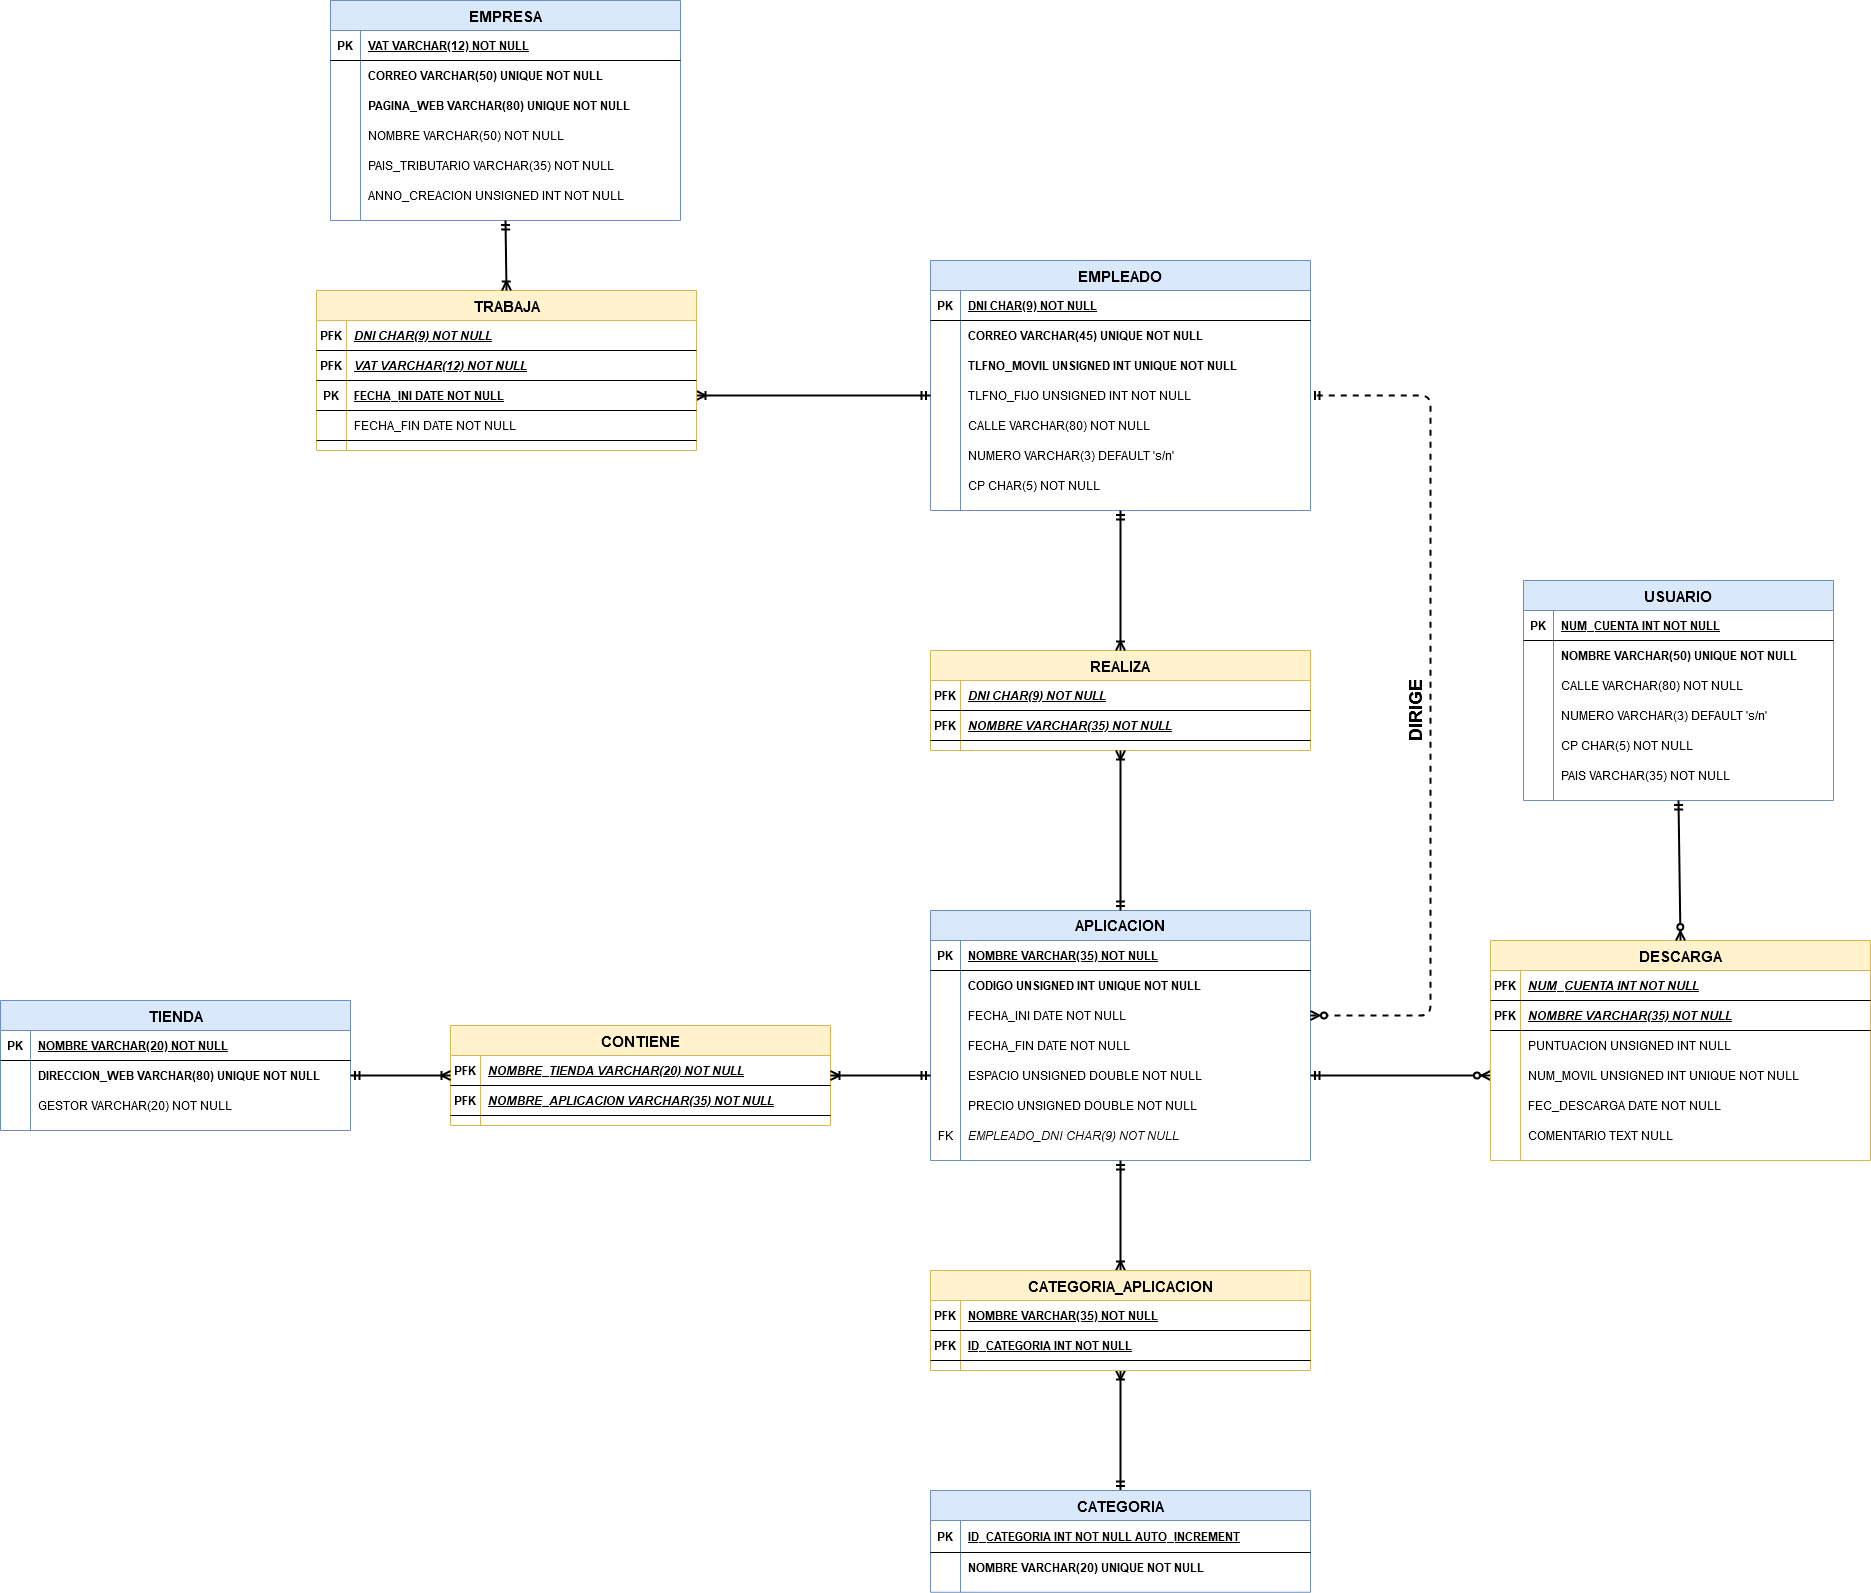 EMPRESA
PK VAT VARCHAR(12) NOT NULL
CORREO VARCHAR(50) UNIQUE NOT NULL
PAGINA_WEB VARCHAR(80) UNIQUE NOT NULL
NOMBRE VARCHAR(50) NOT NULL
PAIS_TRIBUTARIO VARCHAR(35) NOT NULL
ANNO_CREACION UNSIGNED INT NOT NULL
TRABAJA
PFK DNI CHAR(9) NOT NULL
PFK VAT VARCHAR(12) NOT NULL
PK FECHA_INI DATE NOT NULL
FECHA_FIN DATE NOT NULL
EMPLEADO
PK DNI CHAR(9) NOT NULL
CORREO VARCHAR(45) UNIQUE NOT NULL
TLFNO_MOVIL UNSIGNED INT UNIQUE NOT NULL
TLFNO_FIJO UNSIGNED INT NOT NULL
CALLE VARCHAR(80) NOT NULL
NUMERO VARCHAR(3) DEFAULT 's/n'
CP CHAR(5) NOT NULL
DIRIGE
REALIZA
PFK DNI CHAR(9) NOT NULL
PFK NOMBRE VARCHAR(35) NOT NULL
USUARIO
PK NUM_CUENTA INT NOT NULL
NOMBRE VARCHAR(50) UNIQUE NOT NULL
CALLE VARCHAR(80) NOT NULL
NUMERO VARCHAR(3) DEFAULT 's/n'
CP CHAR(5) NOT NULL
PAIS VARCHAR(35) NOT NULL
TIENDA
PK NOMBRE VARCHAR(20) NOT NULL
DIRECCION_WEB VARCHAR(80) UNIQUE NOT NULL
GESTOR VARCHAR(20) NOT NULL
CONTIENE
PFK NOMBRE_TIENDA VARCHAR(20) NOT NULL
PFK NOMBRE_APLICACION VARCHAR(35) NOT NULL
APLICACION
PK NOMBRE VARCHAR(35) NOT NULL
CODIGO UNSIGNED INT UNIQUE NOT NULL
FECHA_INI DATE NOT NULL
FECHA_FIN DATE NOT NULL
ESPACIO UNSIGNED DOUBLE NOT NULL
PRECIO UNSIGNED DOUBLE NOT NULL
FK EMPLEADO_DNI CHAR(9) NOT NULL
DESCARGA
PFK NUM_CUENTA INT NOT NULL
PFK NOMBRE VARCHAR(35) NOT NULL
PUNTUACION UNSIGNED INT NULL
NUM_MOVIL UNSIGNED INT UNIQUE NOT NULL
FEC_DESCARGA DATE NOT NULL
COMENTARIO TEXT NULL
CATEGORIA_APLICACION
PFK NOMBRE VARCHAR(35) NOT NULL
PFK ID_CATEGORIA INT NOT NULL
CATEGORIA
PK ID_CATEGORIA INT NOT NULL AUTO_INCREMENT
NOMBRE VARCHAR(20) UNIQUE NOT NULL